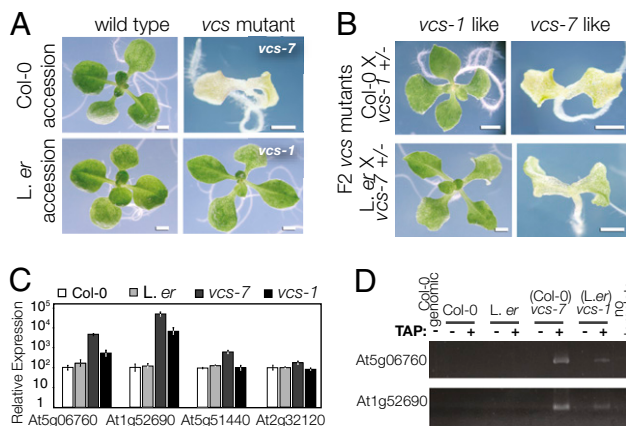 A
wild type
vcs mutant
Col-0
accession
vcs-7
L. er
accession
vcs-1
B
vcs-1 like
vcs-7 like
F2 vcs mutants
Col-0 X
vcs-1 +/-
L. er X
vcs-7 +/-
C
Col-0
L. er
vcs-7
vcs-1
Relative Expression
10⁵
10⁴
10³
10²
1
At5g06760
At1g52690
At5g51440
At2g32120
D
Col-0
genomic
Col-0
L. er
(Col-0)
vcs-7
(L.er)
vcs-1
TAP: - - + - + - + - +
At5g06760
At1g52690